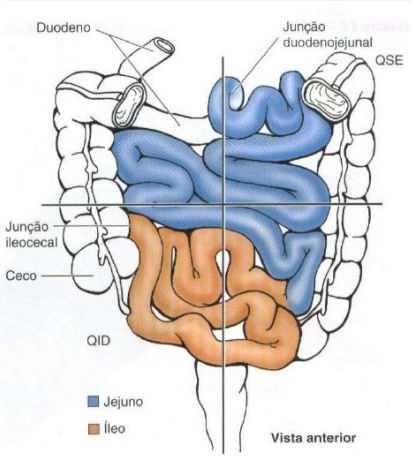 Duodeno
Junção
duodenojejunal
QSE
Junção
ileocecal
Ceco
QID
Jejuno
Íleo
Vista anterior